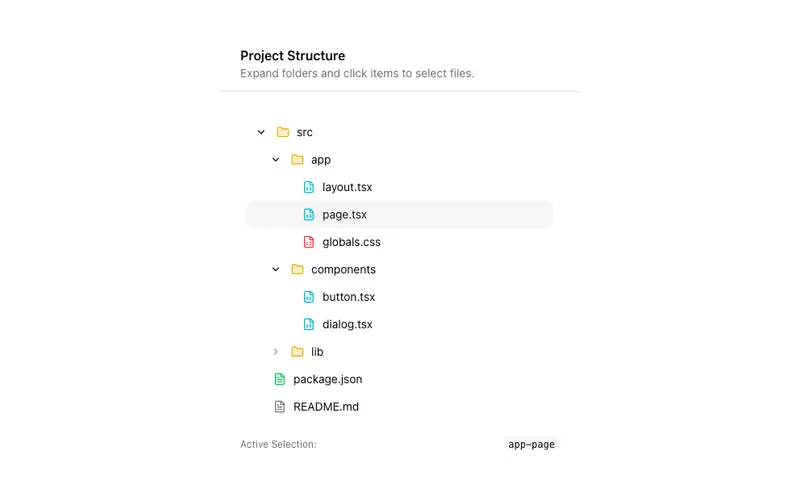 Project Structure
Expand folders and click items to select files.
src
app
layout.tsx
page.tsx
globals.css
components
button.tsx
dialog.tsx
lib
package.json
README.md
Active Selection: app-page